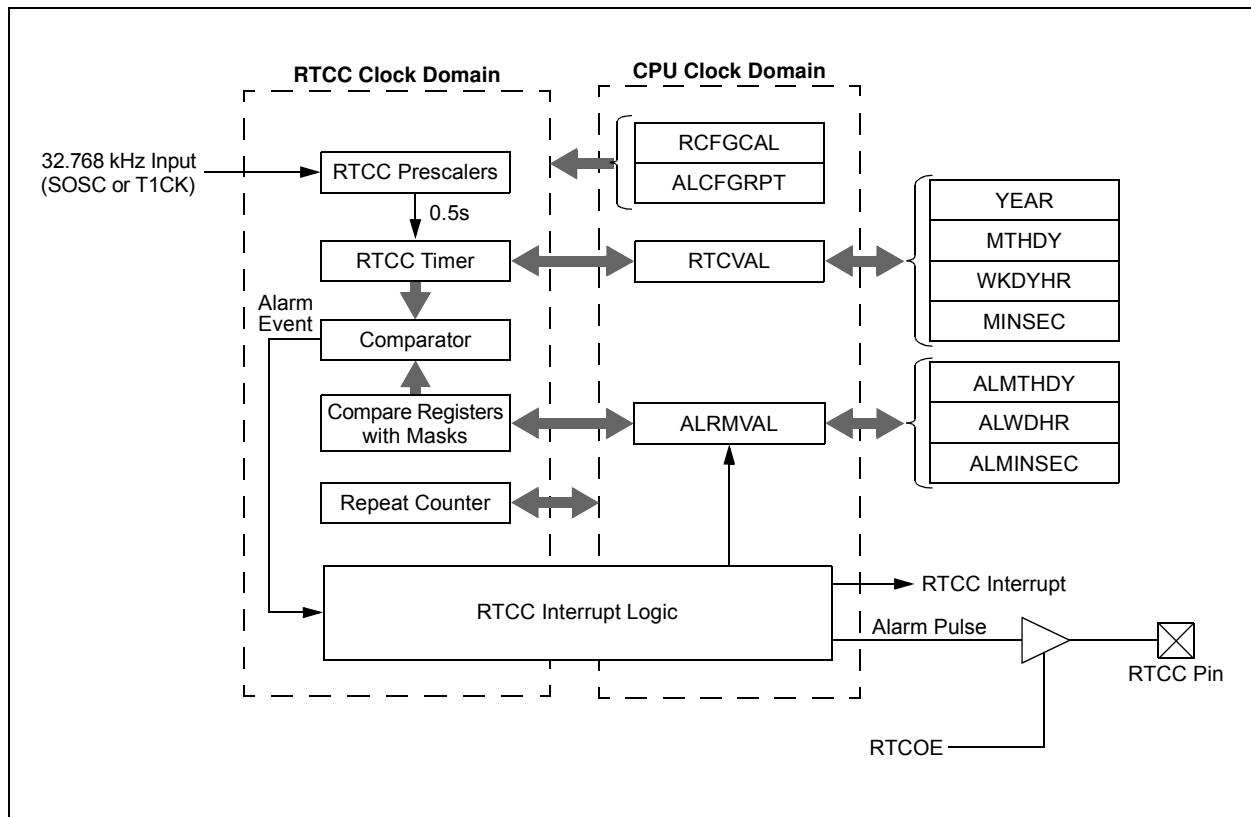 RTCC Clock Domain
CPU Clock Domain
32.768 kHz Input
(SOSC or T1CK)
RTCC Prescalers
0.5s
RTCC Timer
Alarm
Event
Comparator
Compare Registers
with Masks
Repeat Counter
RCFGCAL
ALCFGRPT
RTCVAL
ALRMVAL
YEAR
MTHDY
WKDYHR
MINSEC
ALMTHDY
ALWDHR
ALMINSEC
RTCC Interrupt Logic
RTCC Interrupt
Alarm Pulse
RTCC Pin
RTCOE